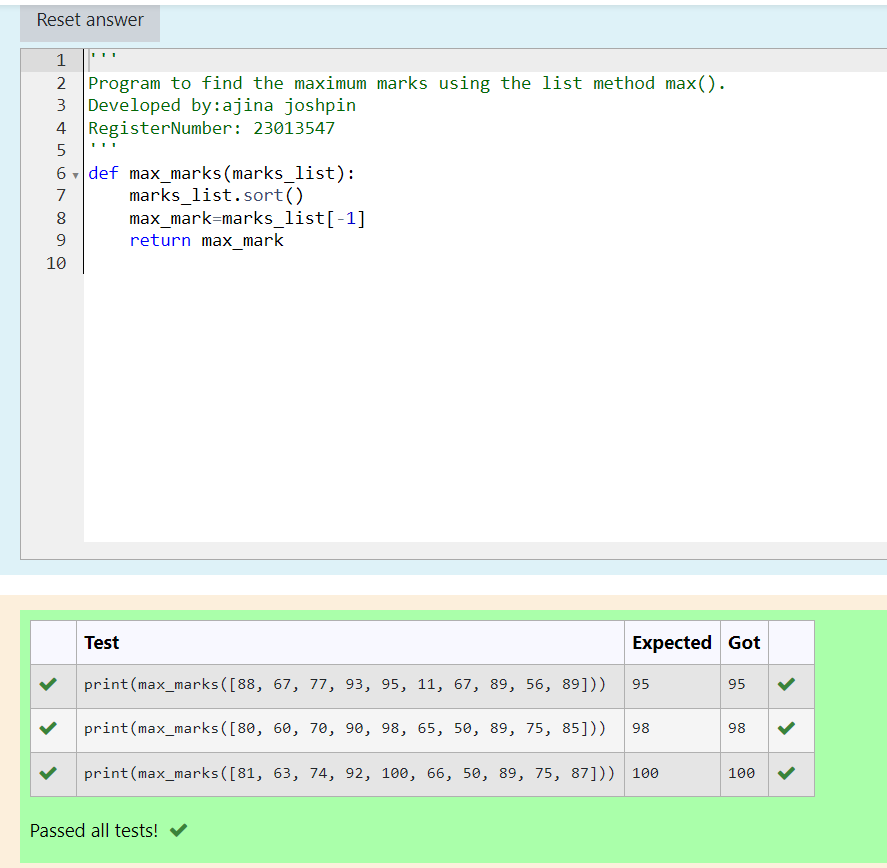 Reset answer
1 '''
2 Program to find the maximum marks using the list method max().
3 Developed by:ajina joshpin
4 RegisterNumber: 23013547
5 '''
6 def max_marks(marks_list):
7     marks_list.sort()
8     max_mark=marks_list[-1]
9     return max_mark
10
Test Expected Got
print(max_marks([88, 67, 77, 93, 95, 11, 67, 89, 56, 89])) 95 95
print(max_marks([80, 60, 70, 90, 98, 65, 50, 89, 75, 85])) 98 98
print(max_marks([81, 63, 74, 92, 100, 66, 50, 89, 75, 87])) 100 100
Passed all tests!